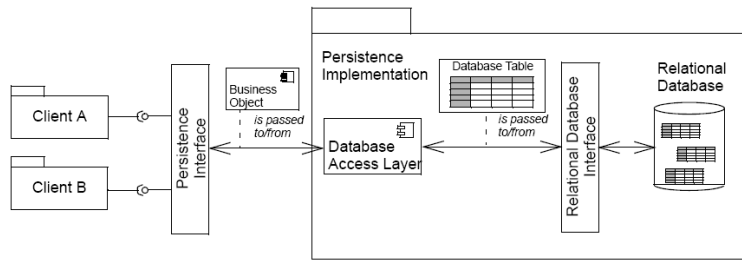 Client A
Client B
Persistence
Interface
Business
Object
is passed
to/from
Persistence
Implementation
Database
Access Layer
Database Table
is passed
to/from
Relational Database
Interface
Relational
Database